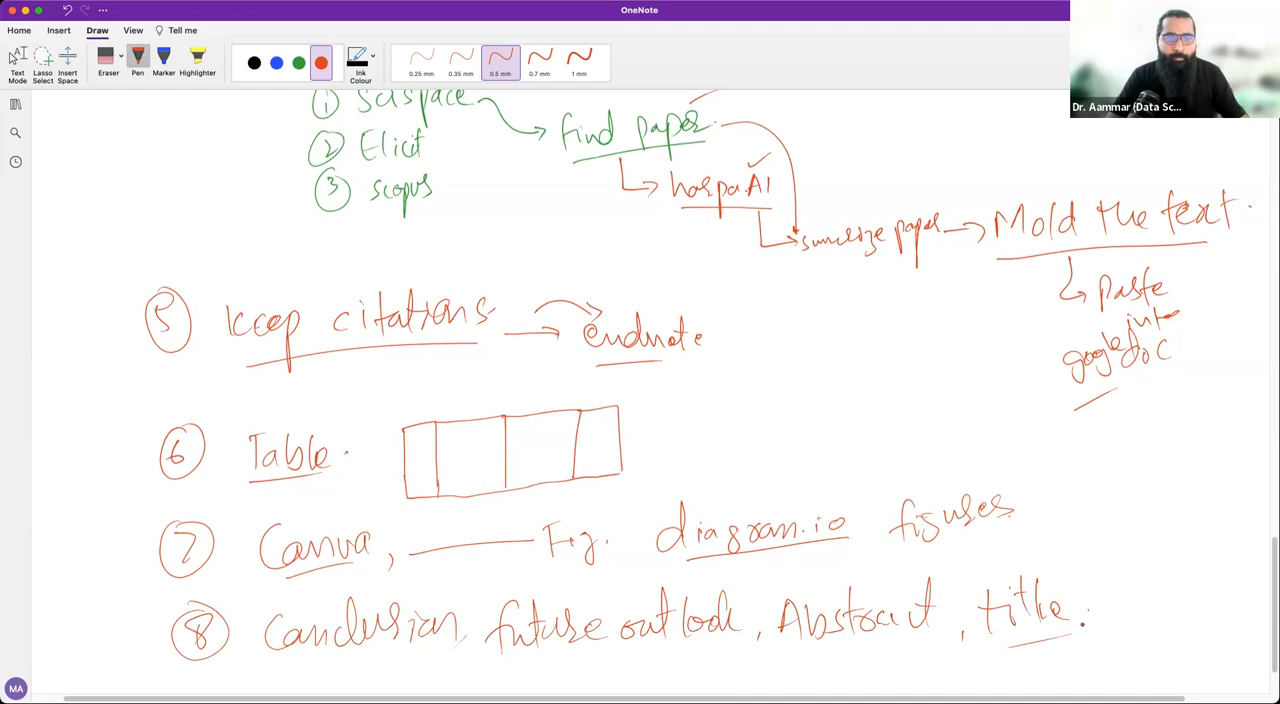 OneNote
Home Insert Draw View Tell me
Text Mode Lasso Select Insert Space Eraser Pen Marker Highlighter Ink Colour 0.25 mm 0.35 mm 0.5 mm 0.7 mm 1 mm
Dr. Aammar (Data Sc...
① Scispace → find paper.
② Elicit
③ scopus
harpa.AI
summrize paper → Mold the text.
paste into
google doc
⑤ keep citations → endnote
⑥ Table.
⑦ Canva, — Fig. diagram.io figures
⑧ Conclusion, future outlook, Abstract, title.
MA